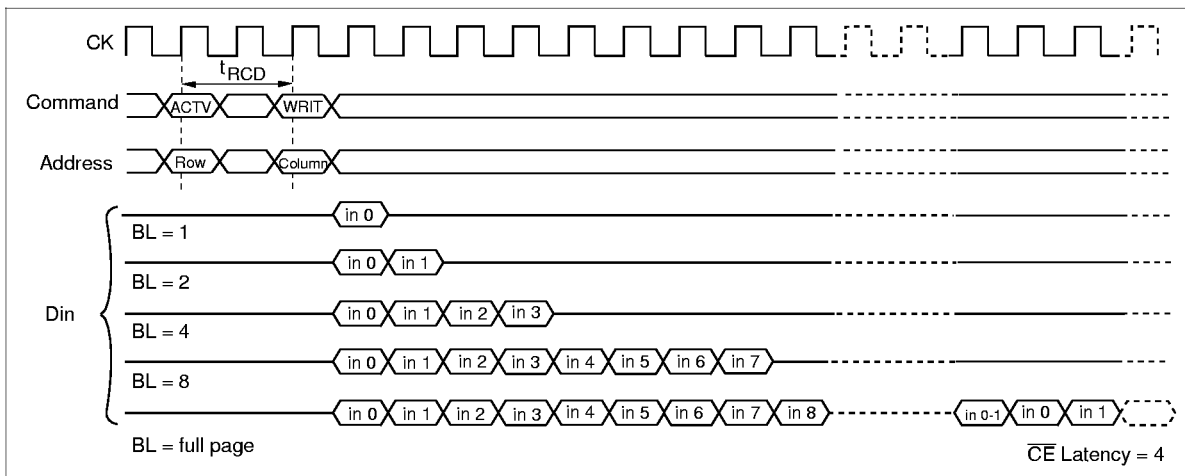 CK
tRCD
Command ACTV WRIT
Address Row Column
Din
in 0
BL = 1
in 0 in 1
BL = 2
in 0 in 1 in 2 in 3
BL = 4
in 0 in 1 in 2 in 3 in 4 in 5 in 6 in 7
BL = 8
in 0 in 1 in 2 in 3 in 4 in 5 in 6 in 7 in 8 in 0-1 in 0 in 1
BL = full page
CE Latency = 4